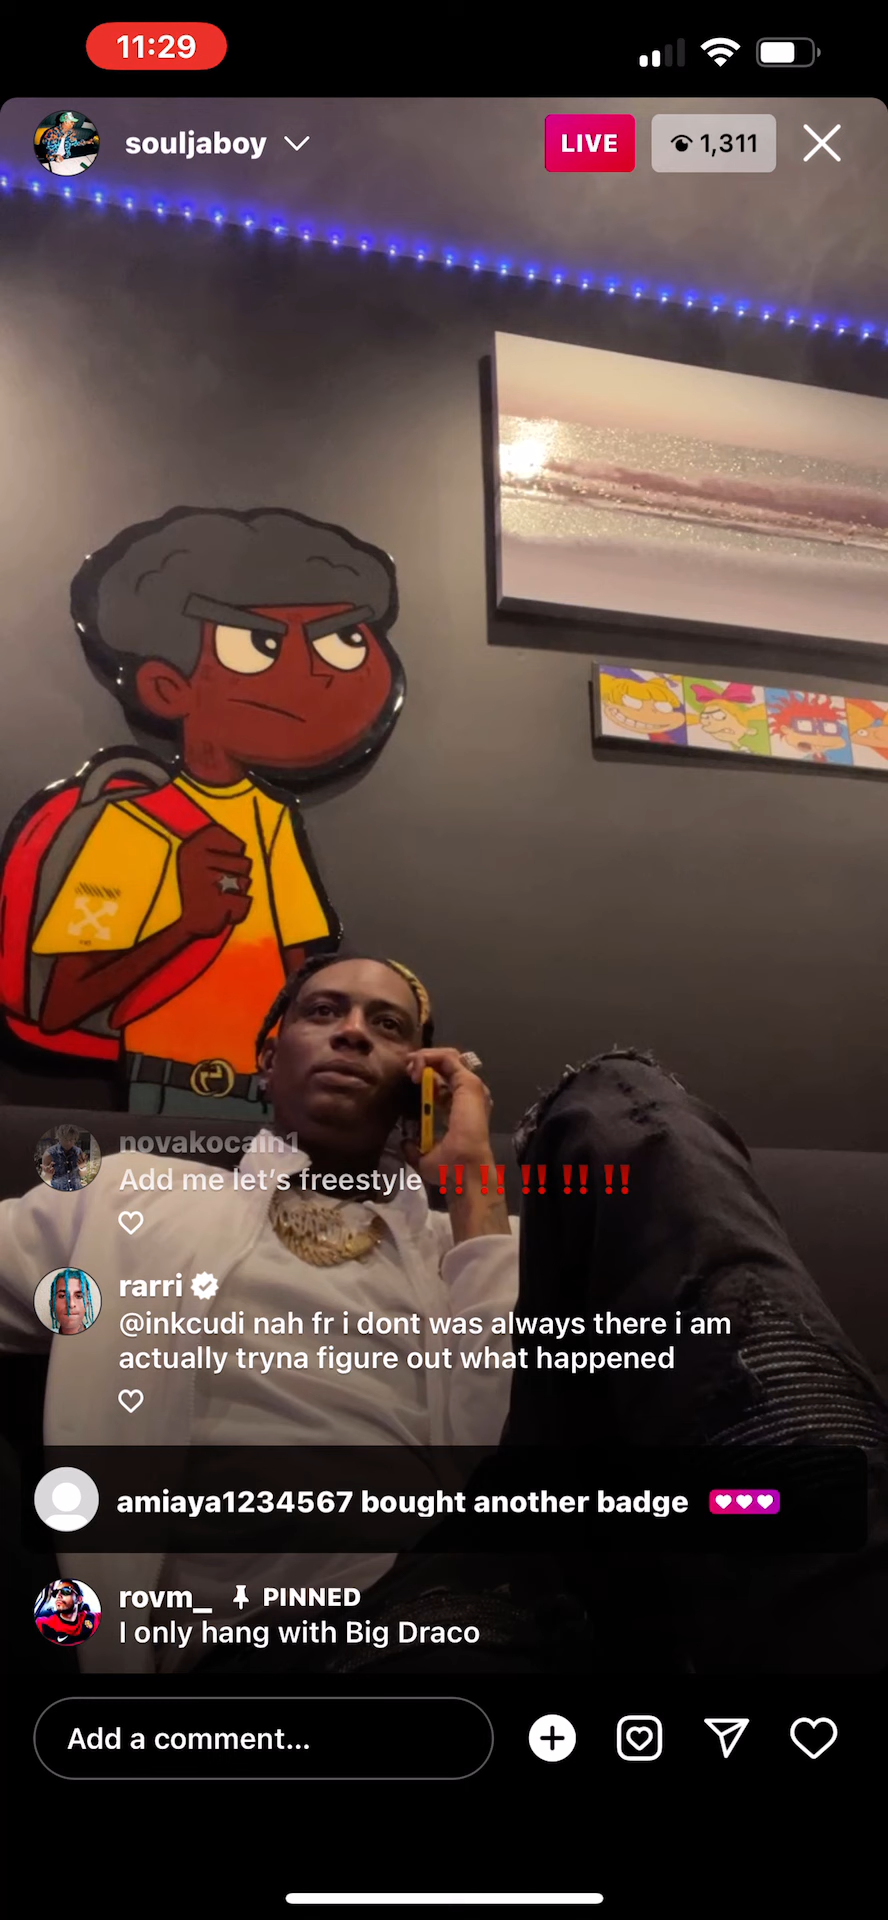 11:29
souljaboy
LIVE
1,311
novakocain1
Add me let's freestyle ‼️ ‼️ ‼️ ‼️ ‼️
rarri
@inkcudi nah fr i dont was always there i am
actually tryna figure out what happened
amiaya1234567 bought another badge
rovm_ PINNED
I only hang with Big Draco
Add a comment...